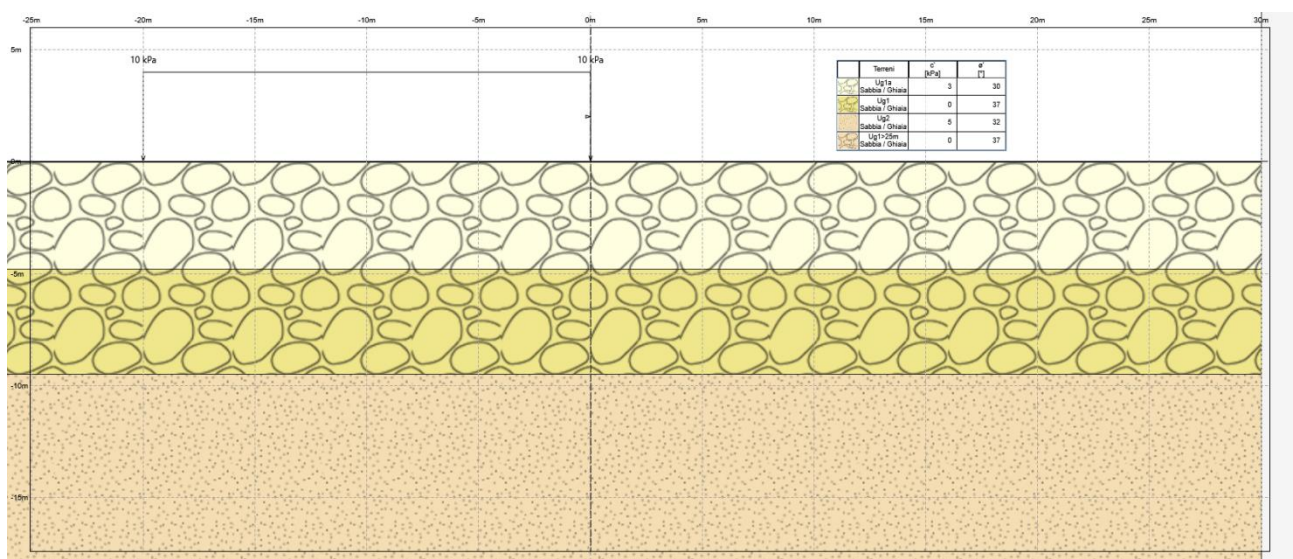 -25m -20m -15m -10m -5m 0m 5m 10m 15m 20m 25m 30m
5m
10 kPa 10 kPa
Terreni c' [kPa] ø' [°]
Ug1a Sabbia / Ghiaia 3 30
Ug1 Sabbia / Ghiaia 0 37
Ug2 Sabbia / Ghiaia 5 32
Ug1>25m Sabbia / Ghiaia 0 37
0m
-5m
-10m
-15m